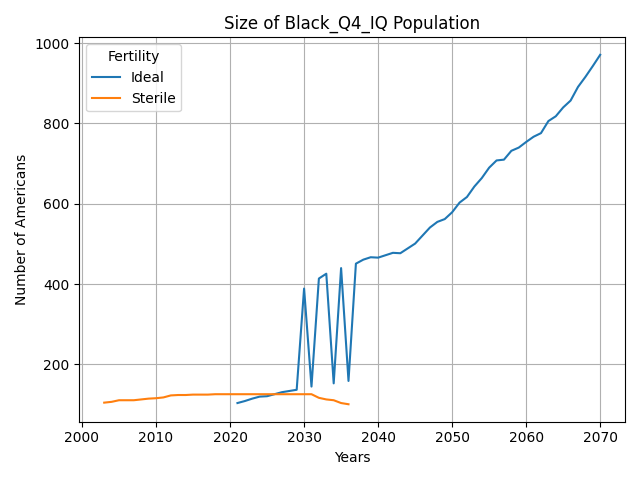 Size of Black_Q4_IQ Population
Number of Americans
1000
800
600
400
200
Fertility
Ideal
Sterile
2000 2010 2020 2030 2040 2050 2060 2070
Years